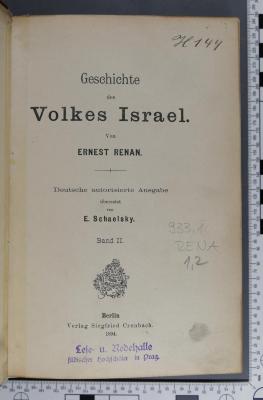 H 144
Geschichte
des
Volkes Israel.
Von
ERNEST RENAN.
Deutsche autorisierte Ausgabe
übersetzt
von
E. Schaelsky.
Band II.
933.1
RENA
1,2
Berlin
Verlag Siegfried Cronbach.
1894.
Lese- u. Redehalle
jüdischer Hochschüler in Prag.